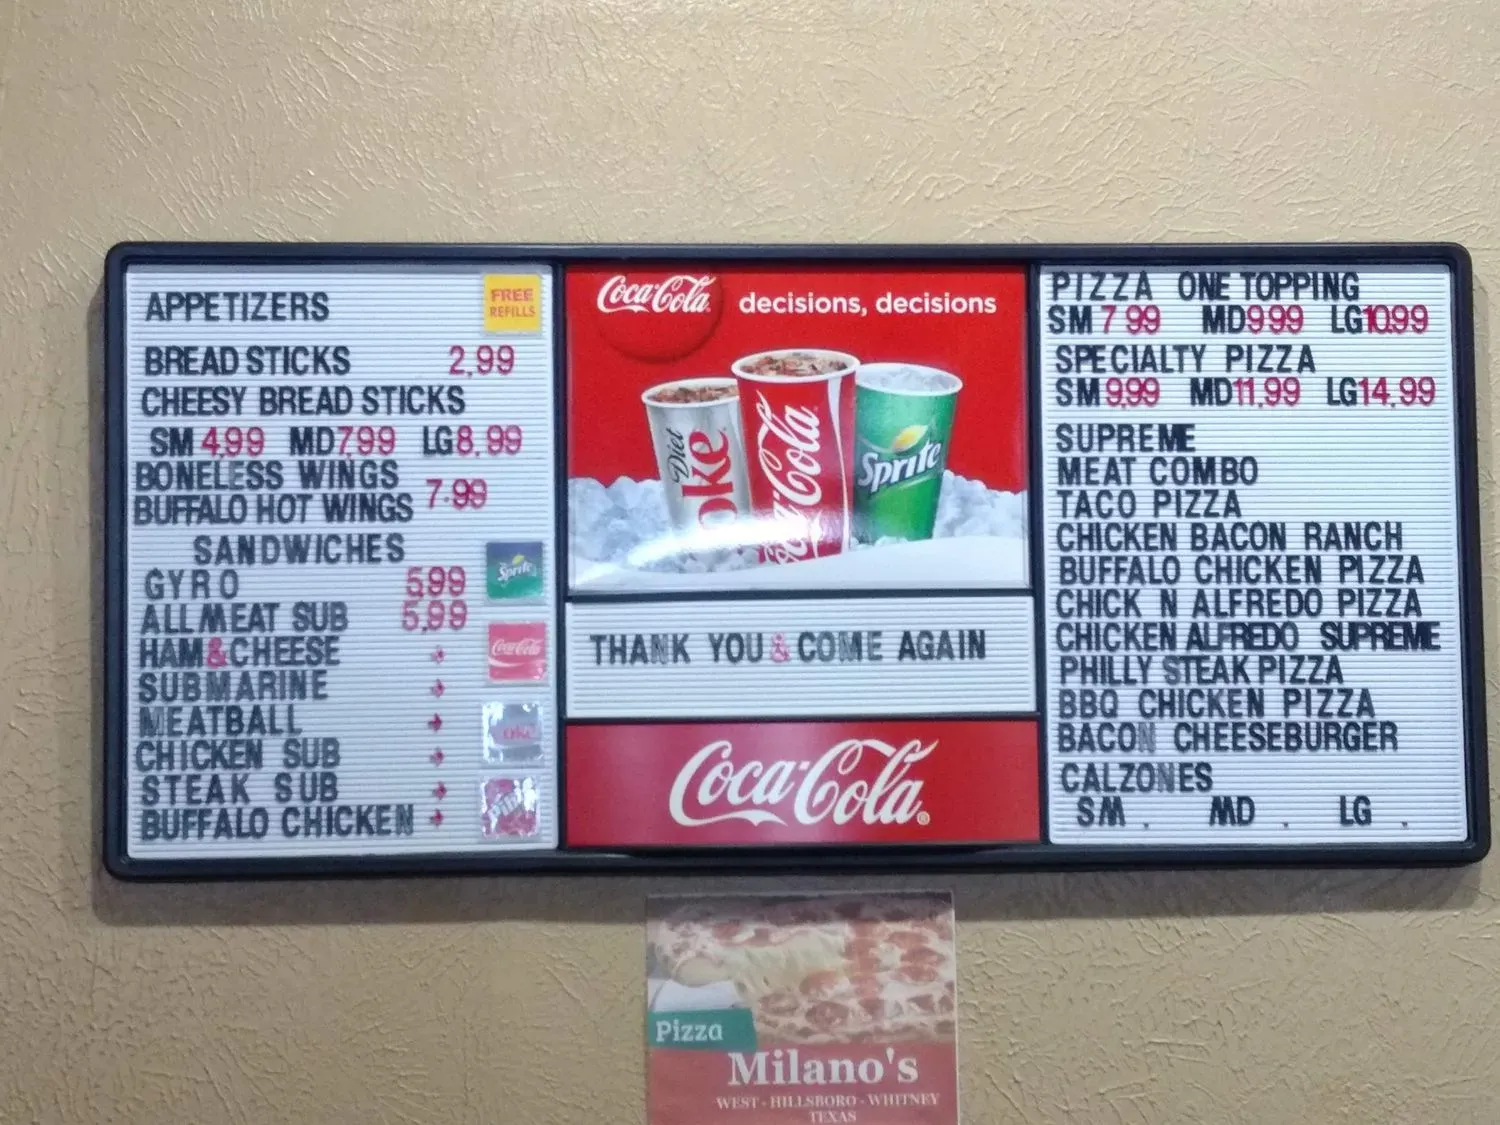 APPETIZERS
FREE
REFILLS
BREAD STICKS 2.99
CHEESY BREAD STICKS
SM 4.99 MD 7.99 LG 8.99
BONELESS WINGS
BUFFALO HOT WINGS 7.99
SANDWICHES
GYRO 5.99
ALL MEAT SUB 5.99
HAM & CHEESE →
SUBMARINE →
MEATBALL →
CHICKEN SUB →
STEAK SUB →
BUFFALO CHICKEN →
Sprite
Coca-Cola
Coke
Pibb
Coca-Cola decisions, decisions
Diet
Coke
Coca-Cola
Sprite
THANK YOU & COME AGAIN
Coca-Cola®
PIZZA ONE TOPPING
SM 7 99 MD 9 99 LG 10.99
SPECIALTY PIZZA
SM 9.99 MD 11.99 LG 14.99
SUPREME
MEAT COMBO
TACO PIZZA
CHICKEN BACON RANCH
BUFFALO CHICKEN PIZZA
CHICK N ALFREDO PIZZA
CHICKEN ALFREDO SUPREME
PHILLY STEAK PIZZA
BBQ CHICKEN PIZZA
BACON CHEESEBURGER
CALZONES
SM . MD . LG .
Pizza
Milano's
WEST - HILLSBORO - WHITNEY
TEXAS